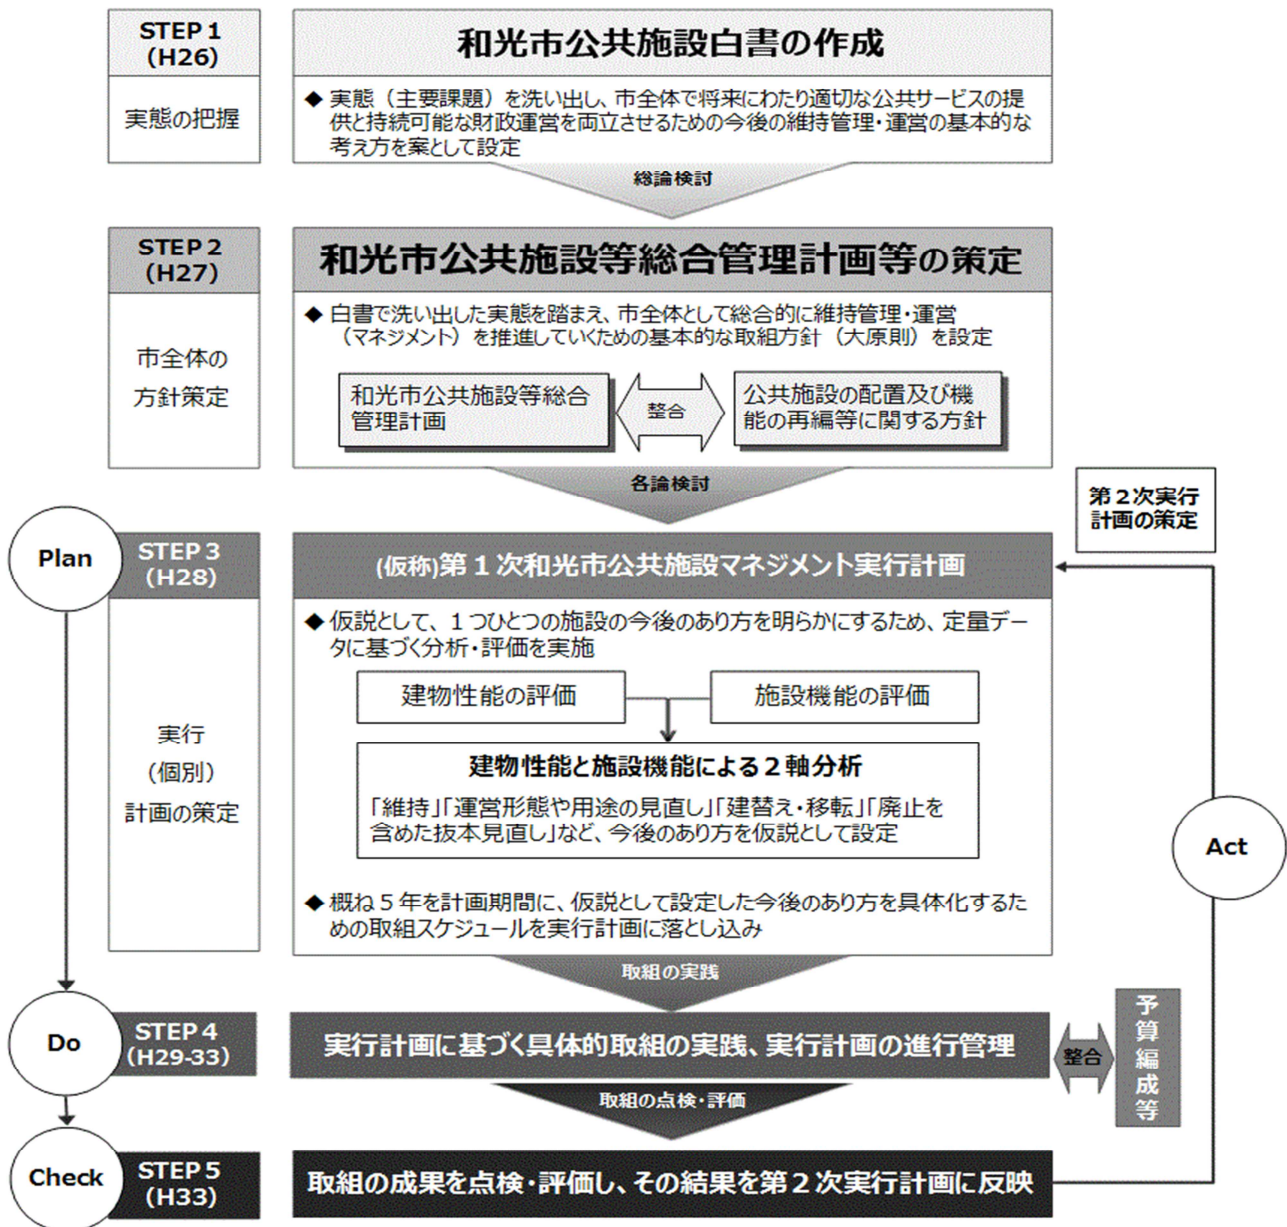 STEP 1
(H26)
和光市公共施設白書の作成
実態の把握
◆ 実態（主要課題）を洗い出し、市全体で将来にわたり適切な公共サービスの提
供と持続可能な財政運営を両立させるための今後の維持管理・運営の基本的な
考え方を案として設定
総論検討
STEP 2
(H27)
和光市公共施設等総合管理計画等の策定
市全体の
方針策定
◆ 白書で洗い出した実態を踏まえ、市全体として総合的に維持管理・運営
（マネジメント）を推進していくための基本的な取組方針（大原則）を設定
和光市公共施設等総合
管理計画
整合
公共施設の配置及び機
能の再編等に関する方針
各論検討
第２次実行
計画の策定
Plan
STEP 3
(H28)
(仮称)第１次和光市公共施設マネジメント実行計画
実行
（個別）
計画の策定
◆ 仮説として、１つひとつの施設の今後のあり方を明らかにするため、定量デー
タに基づく分析・評価を実施
建物性能の評価
施設機能の評価
建物性能と施設機能による２軸分析
「維持」「運営形態や用途の見直し」「建替え・移転」「廃止を
含めた抜本見直し」など、今後のあり方を仮説として設定
Act
◆ 概ね５年を計画期間に、仮説として設定した今後のあり方を具体化するた
めの取組スケジュールを実行計画に落とし込み
取組の実践
Do
STEP 4
(H29-33)
実行計画に基づく具体的取組の実践、実行計画の進行管理
整合
予算編成等
取組の点検・評価
Check
STEP 5
(H33)
取組の成果を点検・評価し、その結果を第２次実行計画に反映